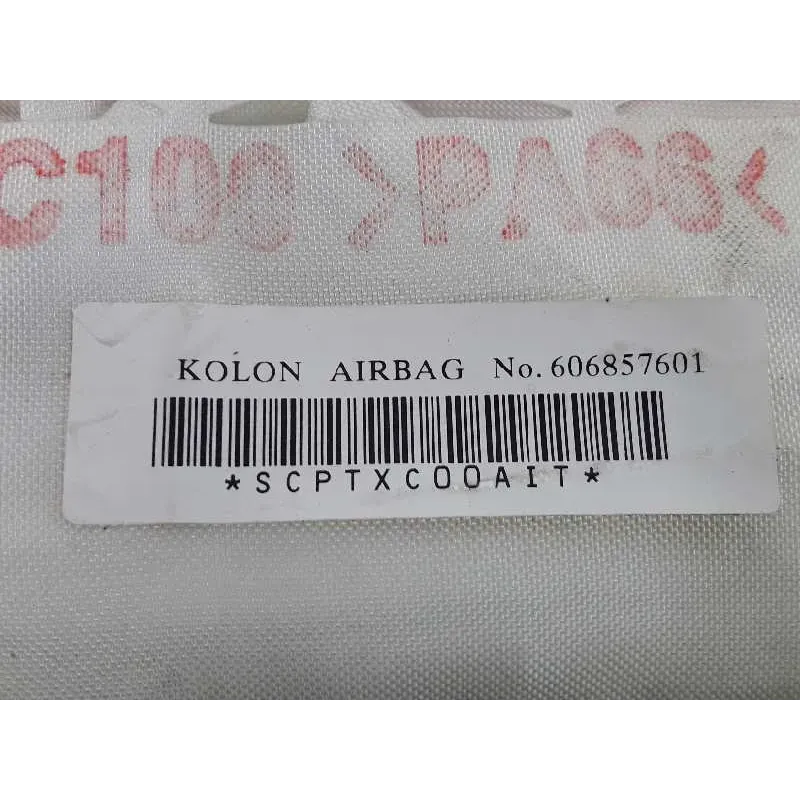 C100 >PA66<
KOLON AIRBAG No.606857601
*SCPTXC00AIT*